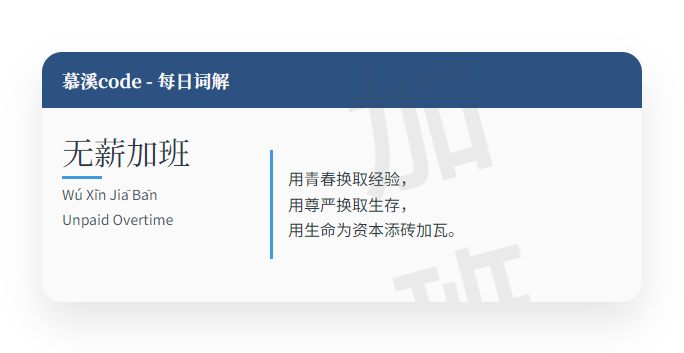 慕溪code - 每日词解
无薪加班
Wú Xīn Jiā Bān
Unpaid Overtime
用青春换取经验，
用尊严换取生存，
用生命为资本添砖加瓦。
加
班